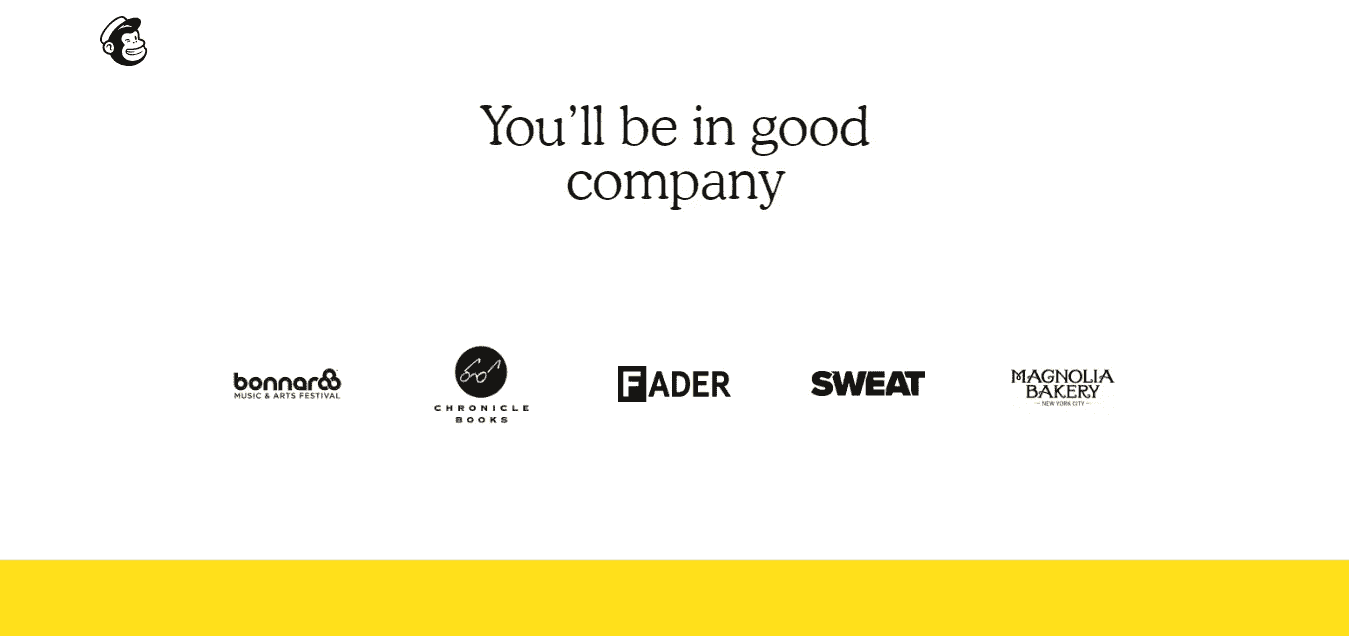 You’ll be in good
company
bonnaroo
MUSIC & ARTS FESTIVAL
CHRONICLE
BOOKS
FADER
SWEAT
MAGNOLIA
BAKERY
NEW YORK CITY